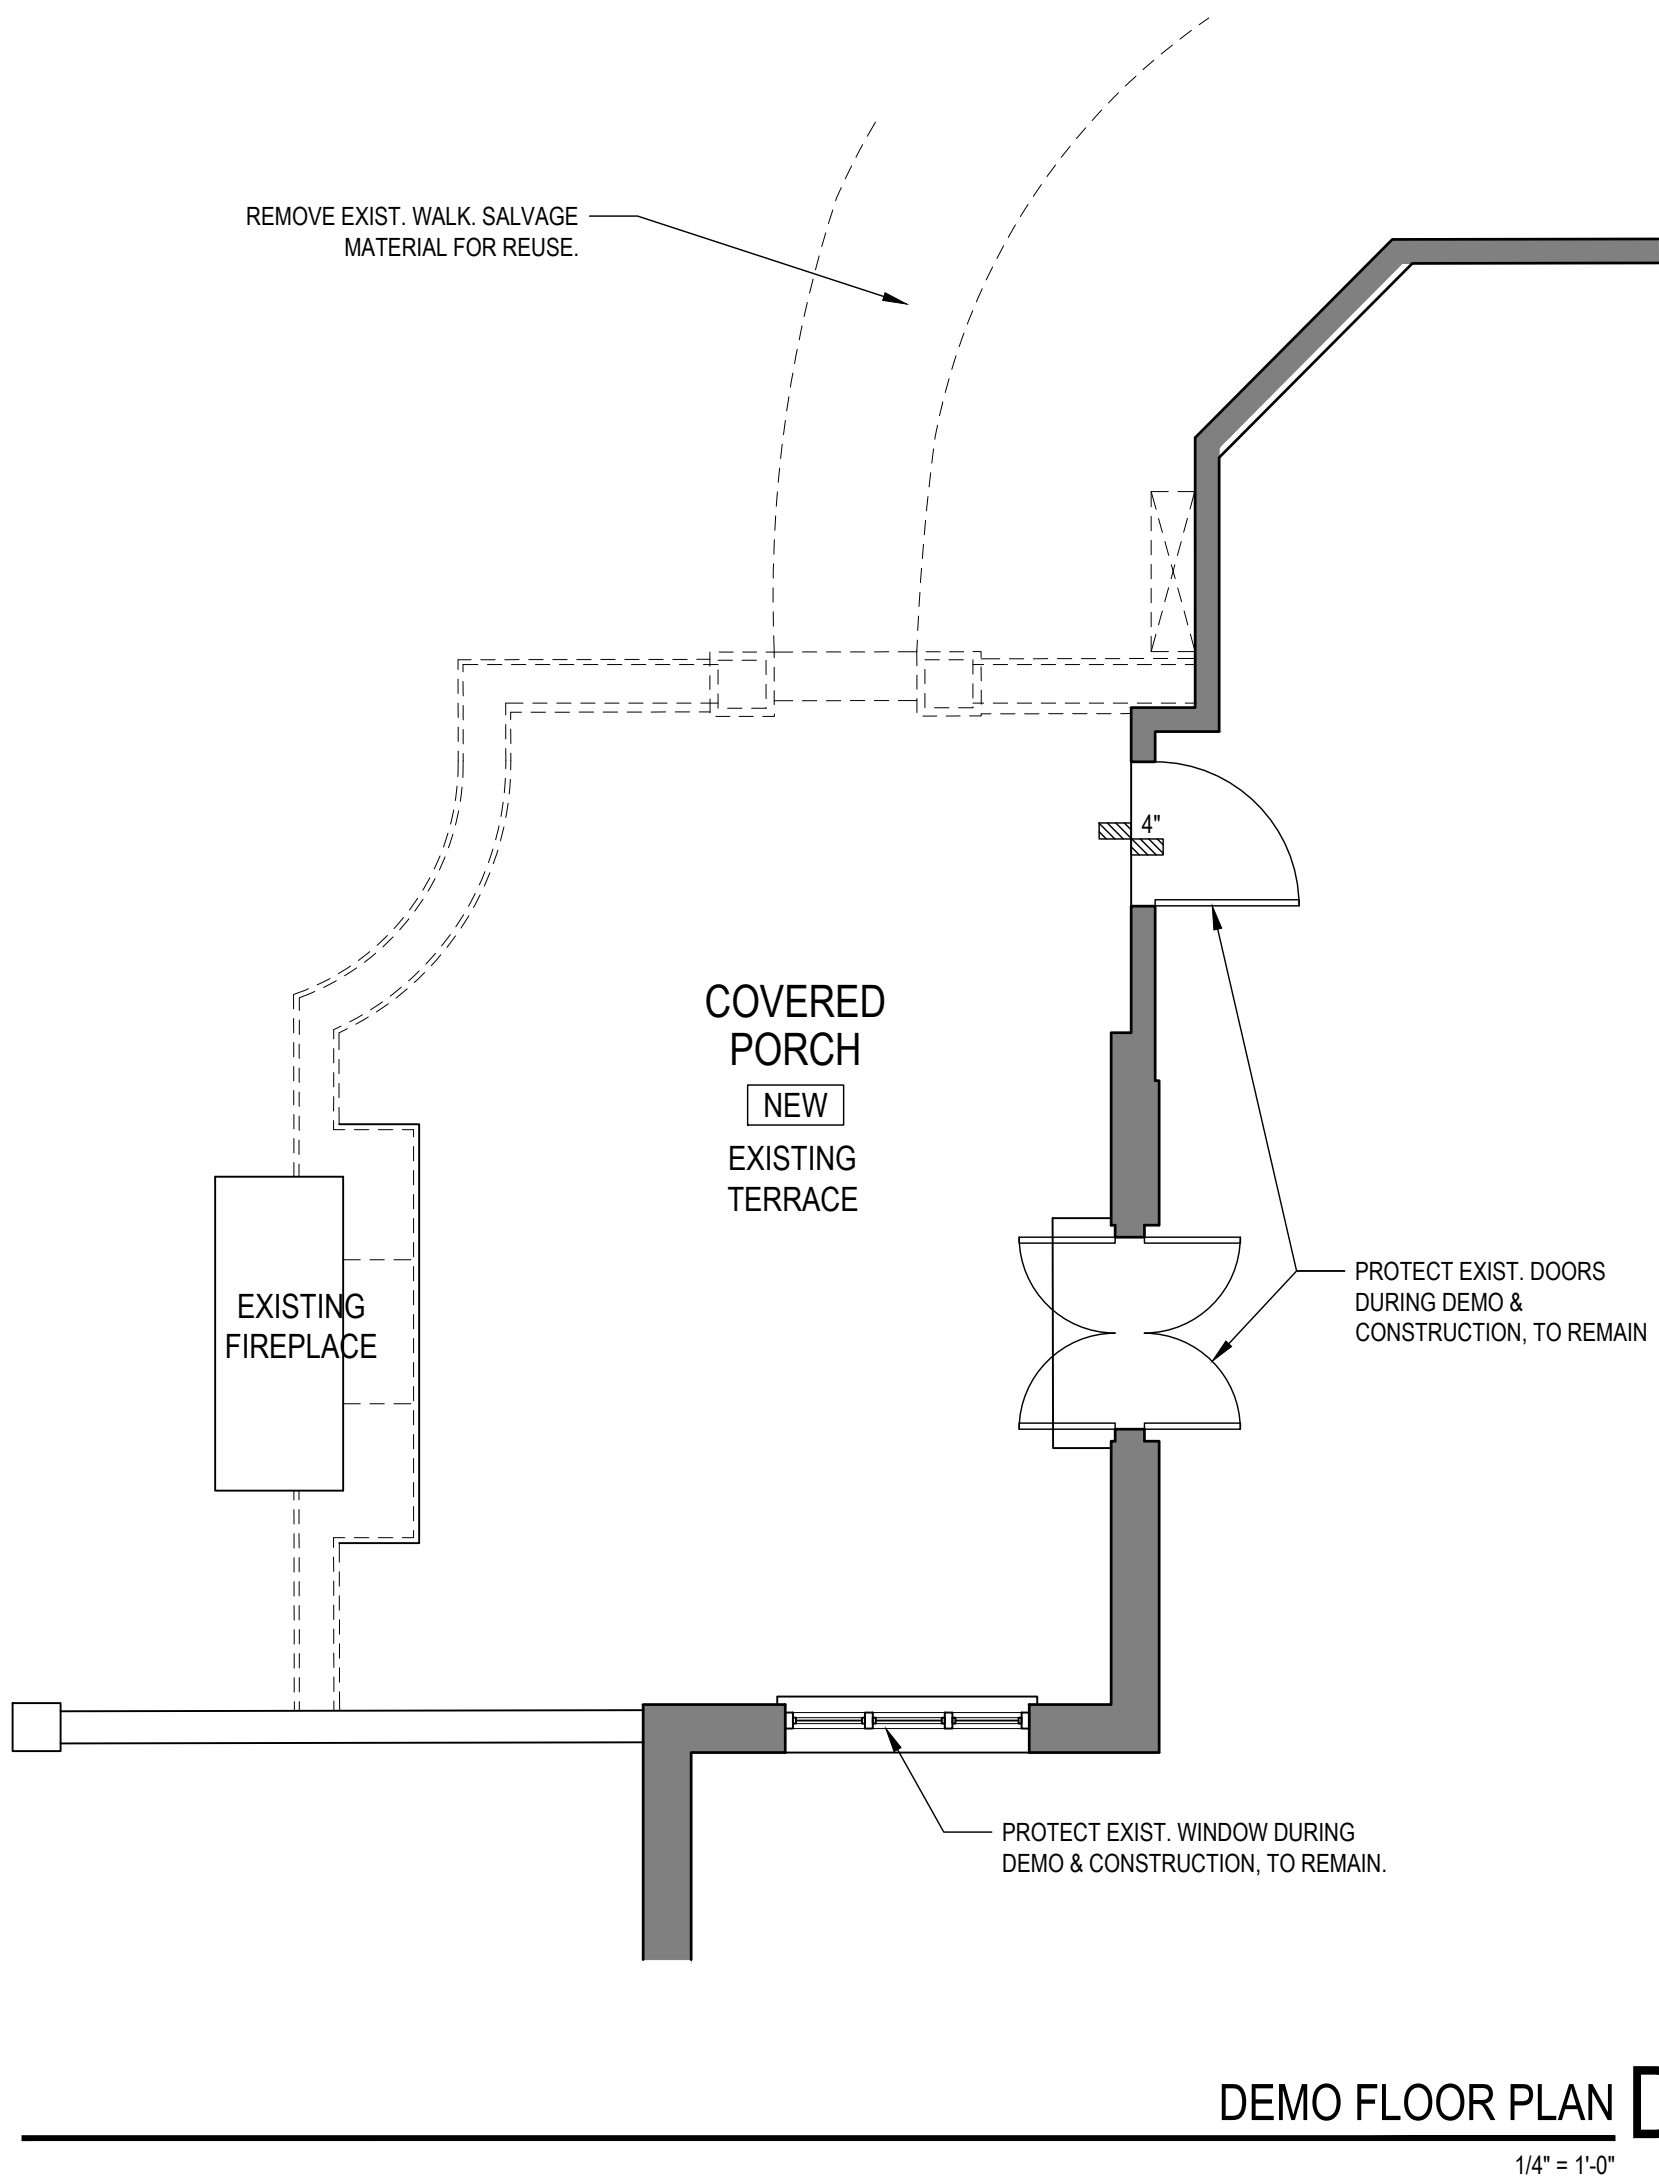 REMOVE EXIST. WALK. SALVAGE
MATERIAL FOR REUSE.
4"
COVERED
PORCH
NEW
EXISTING
TERRACE
EXISTING
FIREPLACE
PROTECT EXIST. DOORS
DURING DEMO &
CONSTRUCTION, TO REMAIN
PROTECT EXIST. WINDOW DURING
DEMO & CONSTRUCTION, TO REMAIN.
DEMO FLOOR PLAN
1/4" = 1'-0"